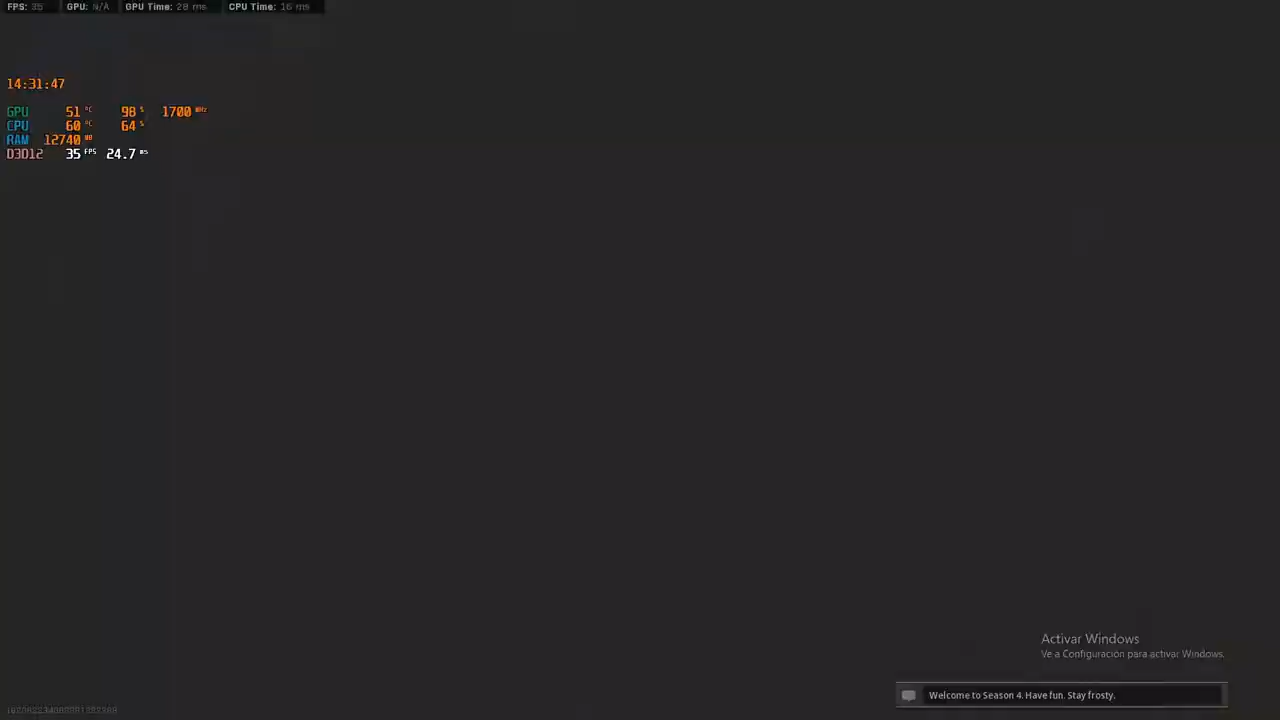 FPS: 35 GPU: N/A GPU Time: 28 ms CPU Time: 16 ms
14:31:47
GPU 51 °C 98 % 1700 MHz
CPU 60 °C 64 %
RAM 12740 MB
D3D12 35 FPS 24.7 ms
Activar Windows
Ve a Configuración para activar Windows.
Welcome to Season 4. Have fun. Stay frosty.